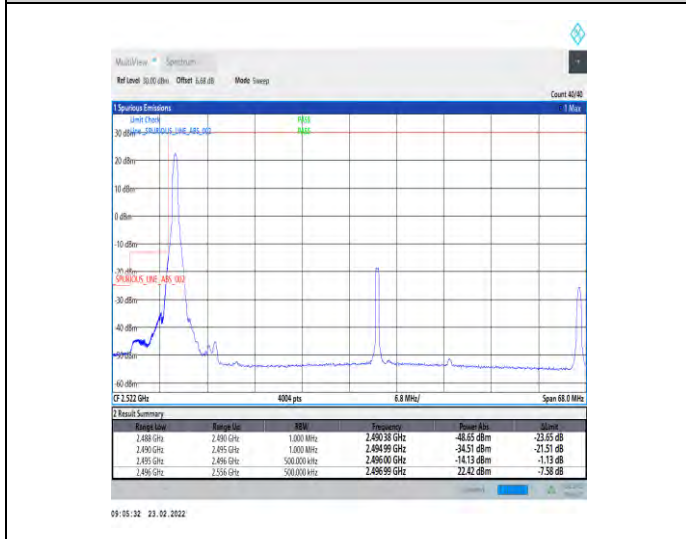 MultiView Spectrum
Ref Level 30.00 dBm Offset 6.68 dB Mode Sweep
Count 40/40
1 Spurious Emissions 1 Max
Limit Check PASS
Line _SPURIOUS_LINE_ABS_002 PASS
30 dBm
20 dBm
10 dBm
0 dBm
-10 dBm
-20 dBm
SPURIOUS_LINE_ABS_002
-30 dBm
-40 dBm
-50 dBm
-60 dBm
CF 2.522 GHz 4004 pts 6.8 MHz/ Span 68.0 MHz
2 Result Summary
Range Low Range Up RBW Frequency Power Abs ΔLimit
2.488 GHz 2.490 GHz 1.000 MHz 2.49038 GHz -48.65 dBm -23.65 dB
2.490 GHz 2.495 GHz 1.000 MHz 2.49499 GHz -34.51 dBm -21.51 dB
2.495 GHz 2.496 GHz 500.000 kHz 2.49600 GHz -14.13 dBm -1.13 dB
2.496 GHz 2.556 GHz 500.000 kHz 2.49699 GHz 22.42 dBm -7.58 dB
09:05:32 23.02.2022